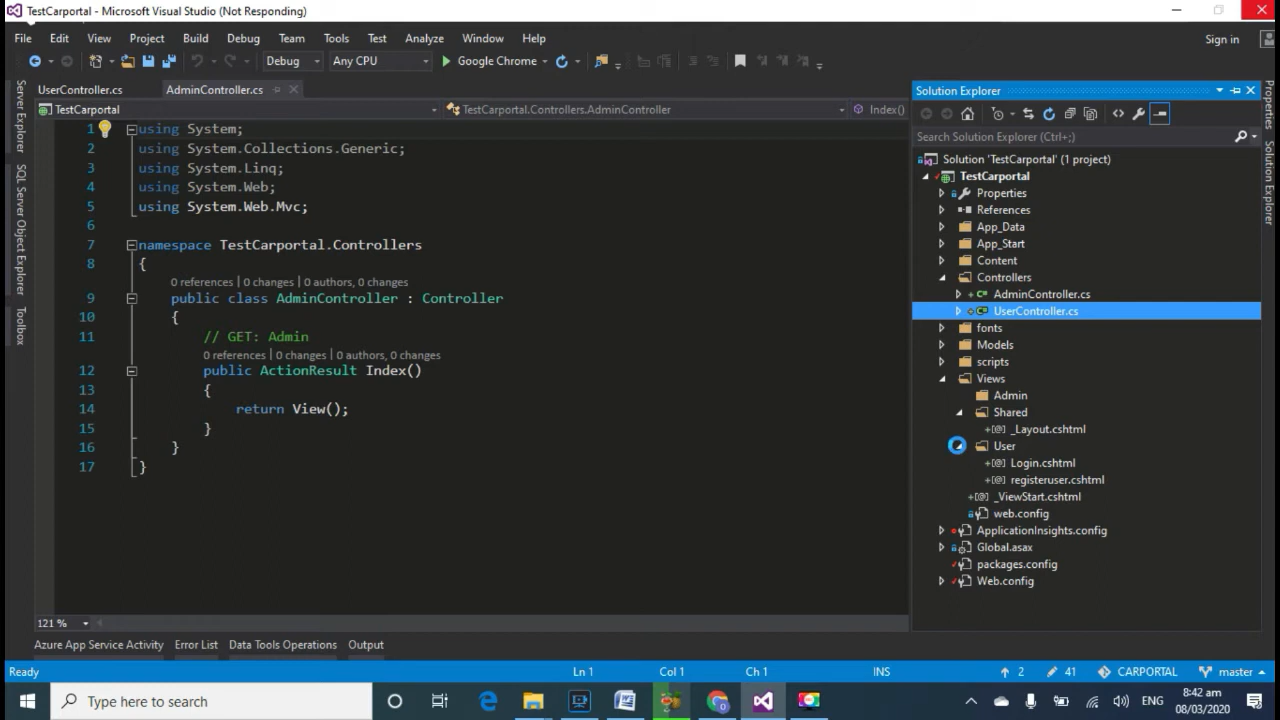 TestCarportal - Microsoft Visual Studio (Not Responding)
File Edit View Project Build Debug Team Tools Test Analyze Window Help
Sign in
Debug Any CPU Google Chrome
UserController.cs AdminController.cs
TestCarportal TestCarportal.Controllers.AdminController Index()
Server Explorer
SQL Server Object Explorer
Toolbox
1 using System;
2 using System.Collections.Generic;
3 using System.Linq;
4 using System.Web;
5 using System.Web.Mvc;
6
7 namespace TestCarportal.Controllers
8 {
0 references | 0 changes | 0 authors, 0 changes
9 public class AdminController : Controller
10 {
11 // GET: Admin
0 references | 0 changes | 0 authors, 0 changes
12 public ActionResult Index()
13 {
14 return View();
15 }
16 }
17 }
121 %
Solution Explorer
Search Solution Explorer (Ctrl+;)
Solution 'TestCarportal' (1 project)
TestCarportal
Properties
References
App_Data
App_Start
Content
Controllers
AdminController.cs
UserController.cs
fonts
Models
scripts
Views
Admin
Shared
_Layout.cshtml
User
Login.cshtml
registeruser.cshtml
_ViewStart.cshtml
web.config
ApplicationInsights.config
Global.asax
packages.config
Web.config
Properties
Solution Explorer
Azure App Service Activity Error List Data Tools Operations Output
Ready Ln 1 Col 1 Ch 1 INS 2 41 CARPORTAL master
Type here to search
ENG
8:42 am
08/03/2020